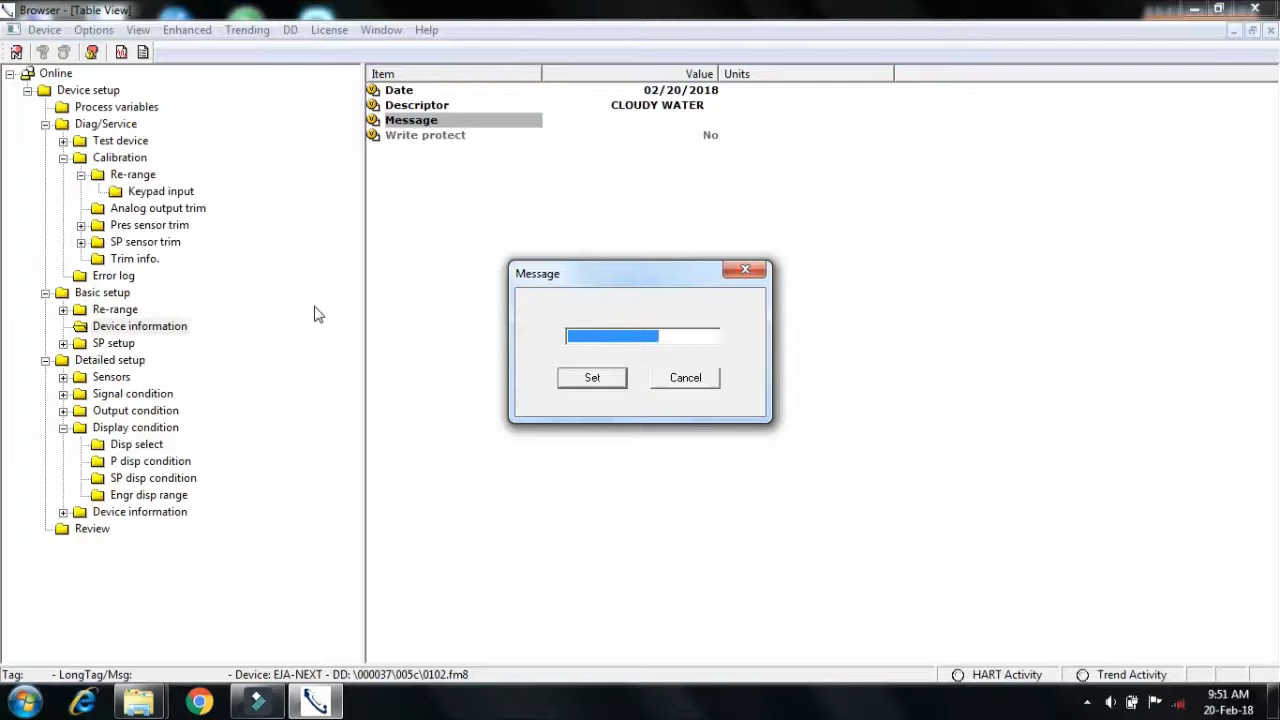 Browser - [Table View]
Device Options View Enhanced Trending DD License Window Help
Online
Device setup
Process variables
Diag/Service
Test device
Calibration
Re-range
Keypad input
Analog output trim
Pres sensor trim
SP sensor trim
Trim info.
Error log
Basic setup
Re-range
Device information
SP setup
Detailed setup
Sensors
Signal condition
Output condition
Display condition
Disp select
P disp condition
SP disp condition
Engr disp range
Device information
Review
Item Value Units
Date 02/20/2018
Descriptor CLOUDY WATER
Message
Write protect No
Message
Set Cancel
Tag: - LongTag/Msg: - Device: EJA-NEXT - DD: \000037\005c\0102.fm8 HART Activity Trend Activity
9:51 AM
20-Feb-18